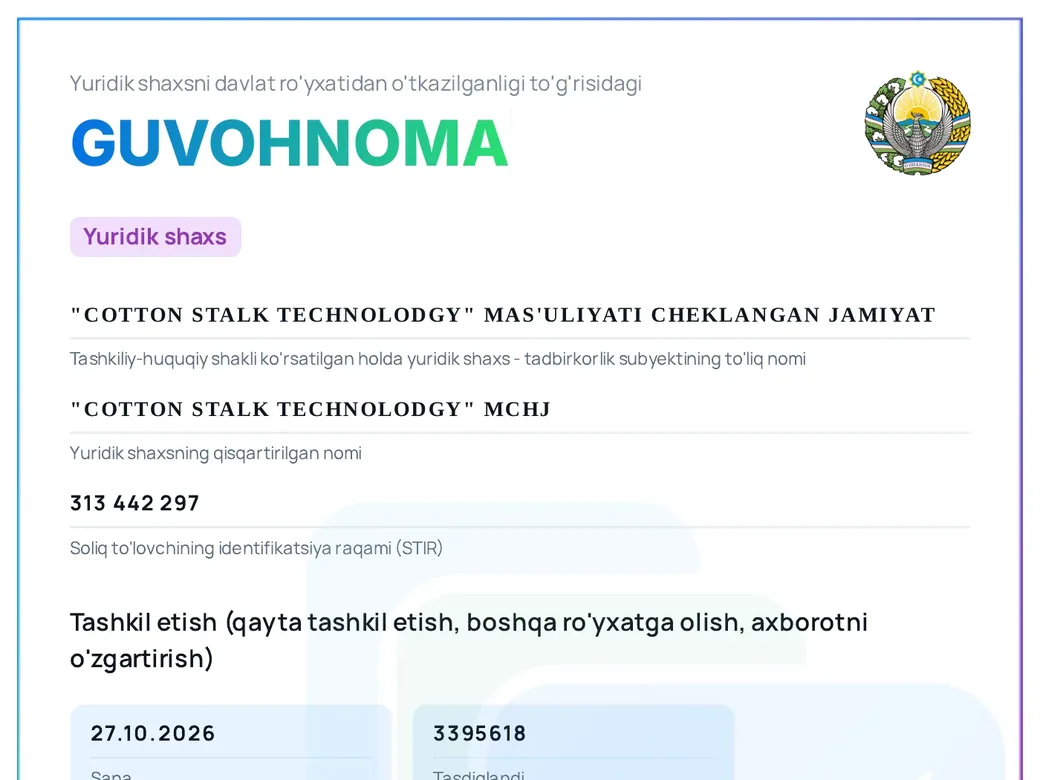 Yuridik shaxsni davlat ro'yxatidan o'tkazilganligi to'g'risidagi
GUVOHNOMA
Yuridik shaxs
"COTTON STALK TECHNOLODGY" MAS'ULIYATI CHEKLANGAN JAMIYAT
Tashkiliy-huquqiy shakli ko'rsatilgan holda yuridik shaxs - tadbirkorlik subyektining to'liq nomi
"COTTON STALK TECHNOLODGY" MCHJ
Yuridik shaxsning qisqartirilgan nomi
313 442 297
Soliq to'lovchining identifikatsiya raqami (STIR)
Tashkil etish (qayta tashkil etish, boshqa ro'yxatga olish, axborotni
o'zgartirish)
27.10.2026 3395618
Sana Tasdiqlandi